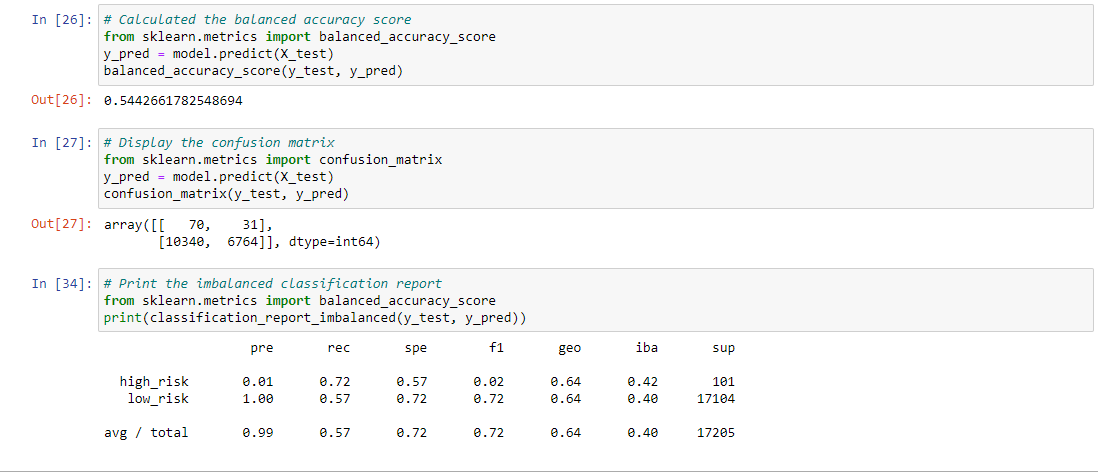 In [26]: # Calculated the balanced accuracy score
from sklearn.metrics import balanced_accuracy_score
y_pred = model.predict(X_test)
balanced_accuracy_score(y_test, y_pred)
Out[26]: 0.5442661782548694
In [27]: # Display the confusion matrix
from sklearn.metrics import confusion_matrix
y_pred = model.predict(X_test)
confusion_matrix(y_test, y_pred)
Out[27]: array([[   70,    31],
       [10340,  6764]], dtype=int64)
In [34]: # Print the imbalanced classification report
from sklearn.metrics import balanced_accuracy_score
print(classification_report_imbalanced(y_test, y_pred))
pre rec spe f1 geo iba sup
high_risk 0.01 0.72 0.57 0.02 0.64 0.42 101
low_risk 1.00 0.57 0.72 0.72 0.64 0.40 17104
avg / total 0.99 0.57 0.72 0.72 0.64 0.40 17205